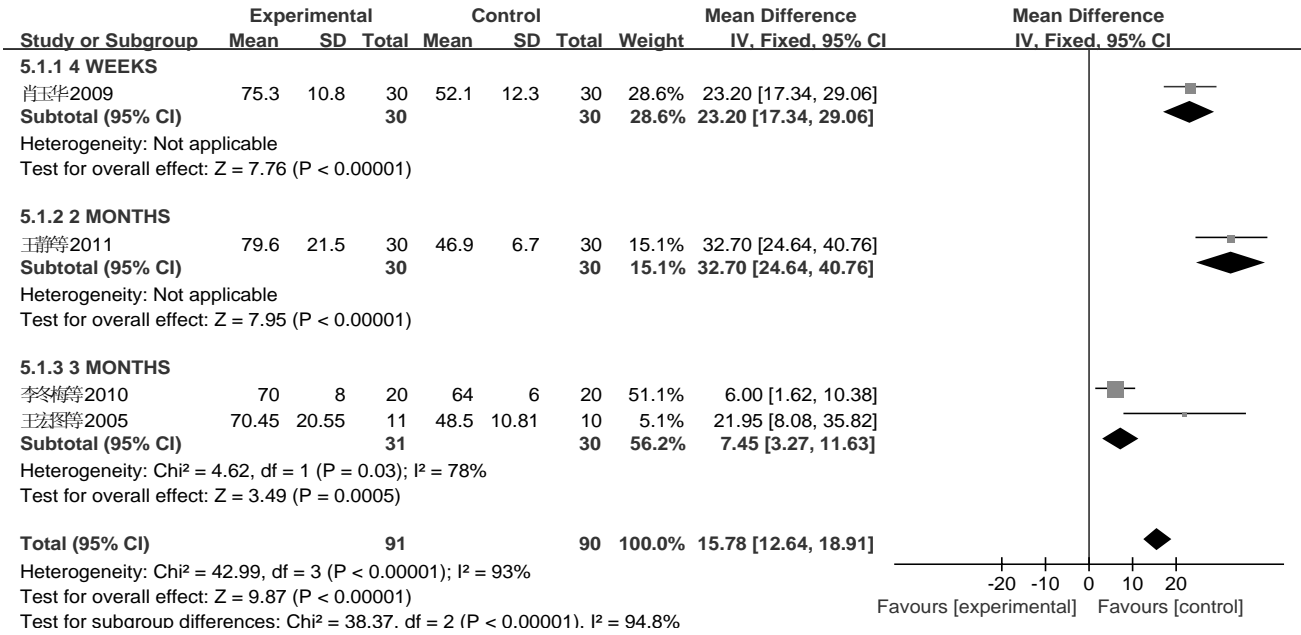 Experimental Control Mean Difference Mean Difference
Study or Subgroup Mean SD Total Mean SD Total Weight IV, Fixed, 95% CI IV, Fixed, 95% CI
5.1.1 4 WEEKS
肖玉华2009 75.3 10.8 30 52.1 12.3 30 28.6% 23.20 [17.34, 29.06]
Subtotal (95% CI) 30 30 28.6% 23.20 [17.34, 29.06]
Heterogeneity: Not applicable
Test for overall effect: Z = 7.76 (P < 0.00001)
5.1.2 2 MONTHS
王静等2011 79.6 21.5 30 46.9 6.7 30 15.1% 32.70 [24.64, 40.76]
Subtotal (95% CI) 30 30 15.1% 32.70 [24.64, 40.76]
Heterogeneity: Not applicable
Test for overall effect: Z = 7.95 (P < 0.00001)
5.1.3 3 MONTHS
李冬梅等2010 70 8 20 64 6 20 51.1% 6.00 [1.62, 10.38]
王宏图等2005 70.45 20.55 11 48.5 10.81 10 5.1% 21.95 [8.08, 35.82]
Subtotal (95% CI) 31 30 56.2% 7.45 [3.27, 11.63]
Heterogeneity: Chi² = 4.62, df = 1 (P = 0.03); I² = 78%
Test for overall effect: Z = 3.49 (P = 0.0005)
Total (95% CI) 91 90 100.0% 15.78 [12.64, 18.91]
Heterogeneity: Chi² = 42.99, df = 3 (P < 0.00001); I² = 93%
Test for overall effect: Z = 9.87 (P < 0.00001)
Test for subgroup differences: Chi² = 38.37, df = 2 (P < 0.00001), I² = 94.8%
-20 -10 0 10 20
Favours [experimental] Favours [control]